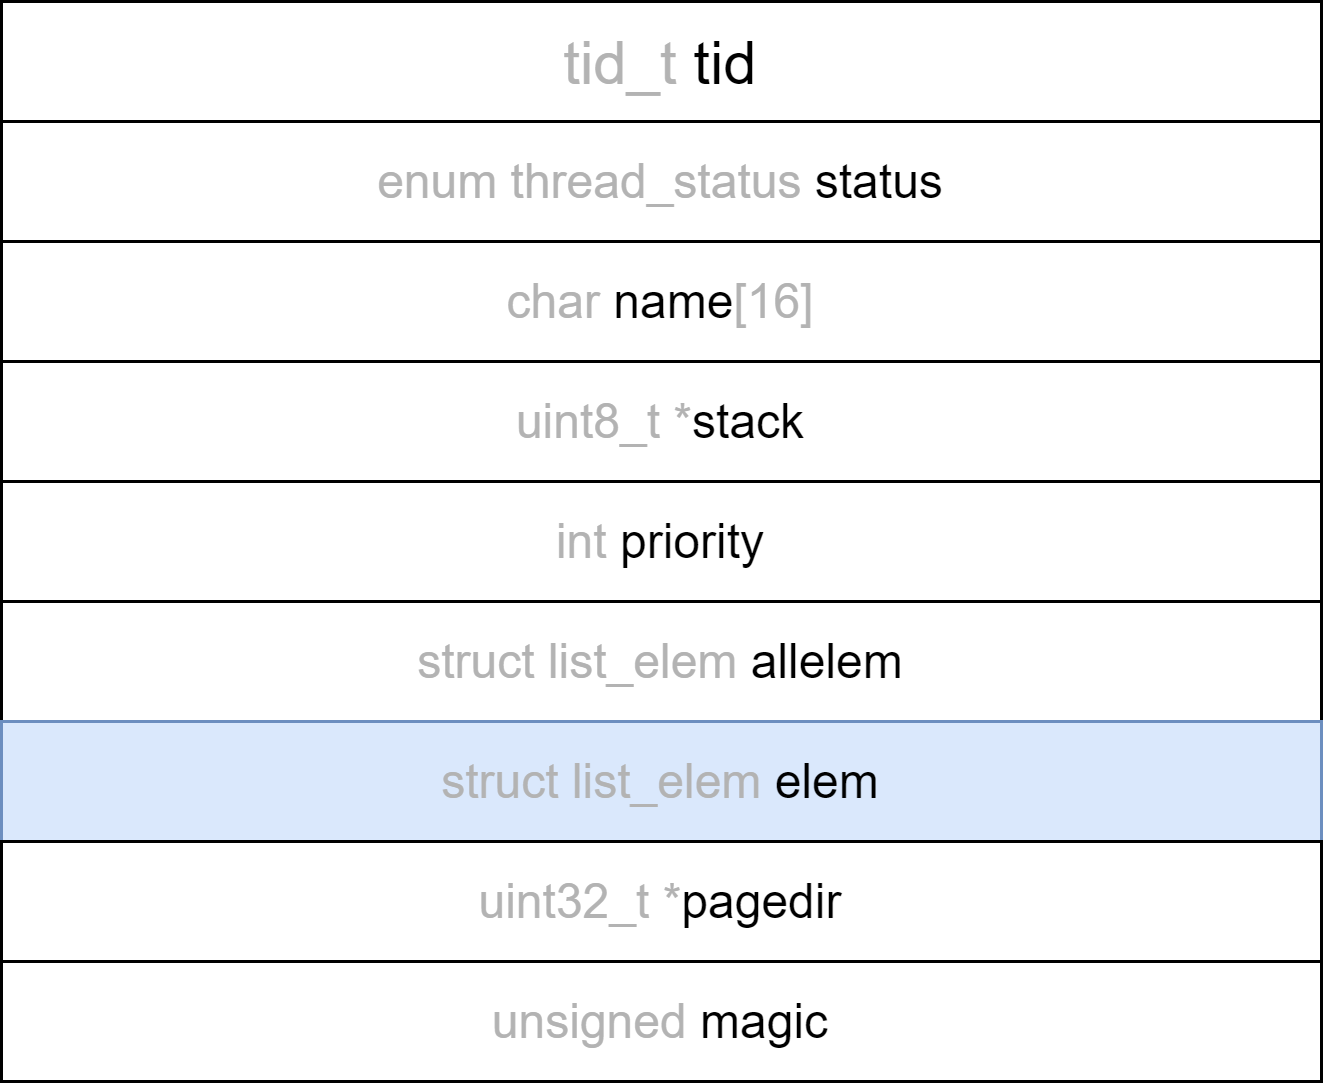 tid_t tid
enum thread_status status
char name[16]
uint8_t *stack
int priority
struct list_elem allelem
struct list_elem elem
uint32_t *pagedir
unsigned magic